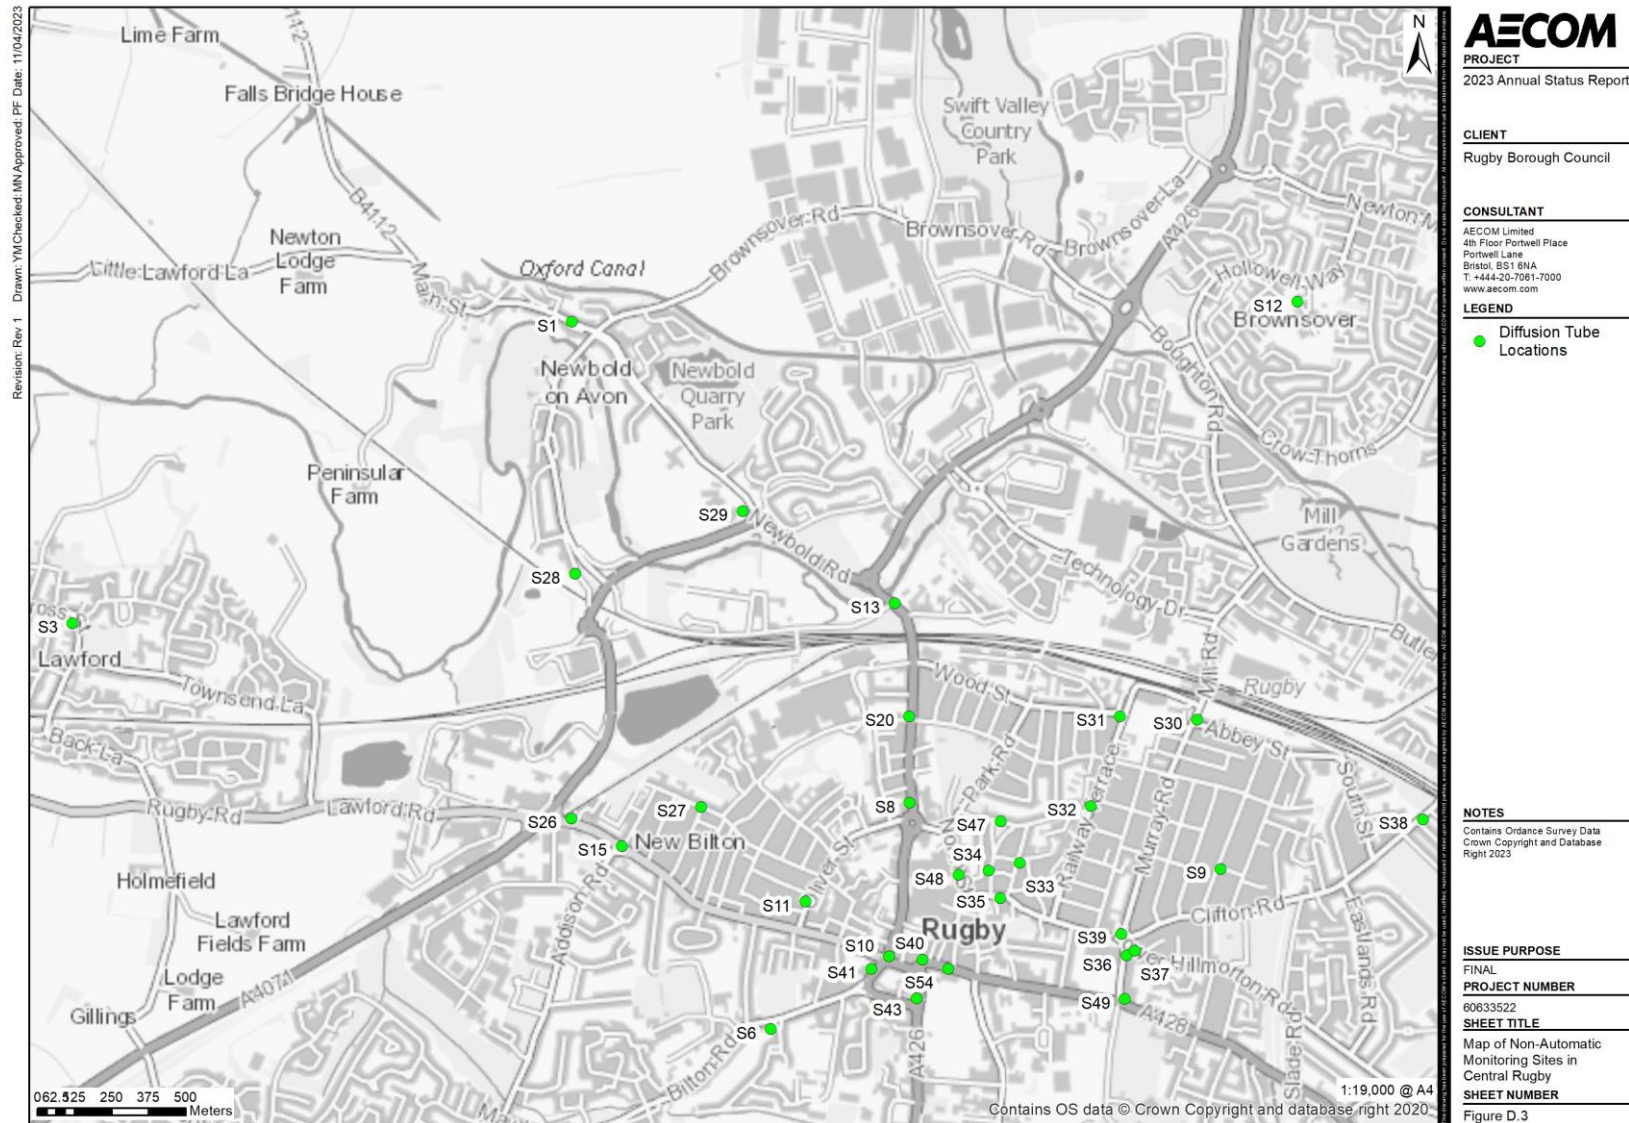 Revision: Rev 1 Drawn: YM Checked: MN Approved: PF Date: 11/04/2023
Lime Farm
B4112
Falls Bridge House
B4112
Newton
Lodge
Farm
Little Lawford La
Main St
Oxford Canal
Brownsover Rd
Swift Valley
Country
Park
Brownsover Rd
Brownsover La
A426
Newton M
Hollowell Way
S12
Brownsover
S1
Newbold
on Avon
Newbold
Quarry
Park
Boughton Rd
Crow Thorns
Peninsular
Farm
Mill
Gardens
S29
Newbold Rd
Technology Dr
S28
S13
S3
Lawford
Townsend La
Back La
Butler
Mill Rd
Rugby
Wood St
S20
S31
S30
Abbey St
Rugby Rd
Lawford Rd
S26
S27
S15
New Bilton
S8
Park Rd
S47
S32
Railway Terrace
Murray Rd
South St
S38
S34
S48
S33
S35
S9
Holmefield
Lawford
Fields Farm
Lodge
Farm
Gillings
A4071
Addison Rd
S11
Oliver St
Rugby
Clifton Rd
Eastlands Rd
S39
S36
S37
Lower Hillmorton Rd
S10
S40
S41
S54
S43
S49
A428
S6
Bilton Rd
A426
Slade Rd
N
062.5125 250 375 500
Meters
1:19,000 @ A4
Contains OS data © Crown Copyright and database right 2020
AECOM
PROJECT
2023 Annual Status Report
CLIENT
Rugby Borough Council
CONSULTANT
AECOM Limited
4th Floor Portwell Place
Portwell Lane
Bristol, BS1 6NA
T: +444-20-7061-7000
www.aecom.com
LEGEND
Diffusion Tube
Locations
NOTES
Contains Ordance Survey Data
Crown Copyright and Database
Right 2023
ISSUE PURPOSE
FINAL
PROJECT NUMBER
60633522
SHEET TITLE
Map of Non-Automatic
Monitoring Sites in
Central Rugby
SHEET NUMBER
Figure D.3